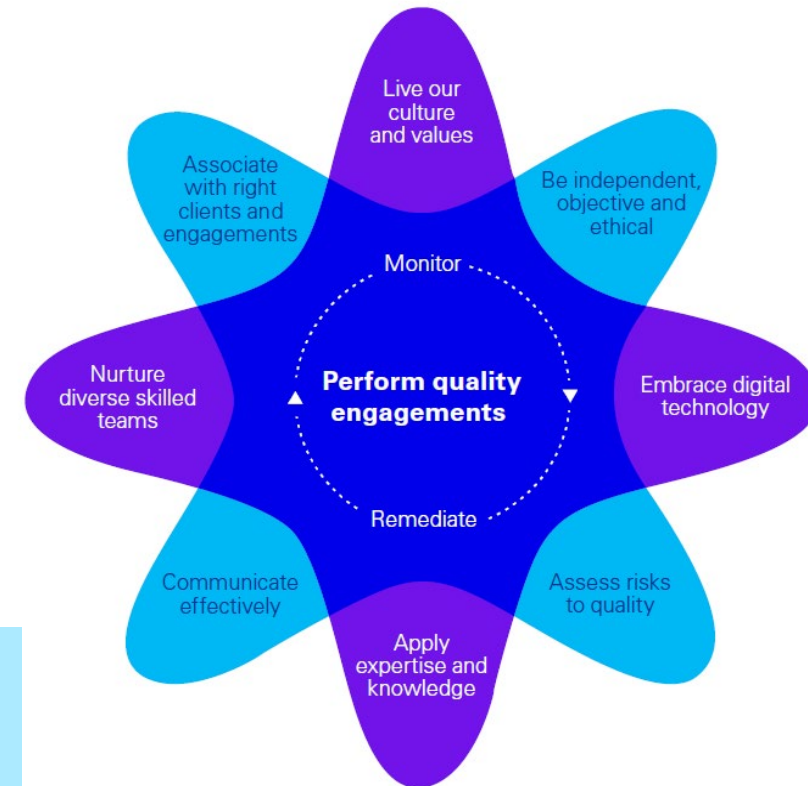 Live our
culture
and values
Associate
with right
clients and
engagements
Be independent,
objective and
ethical
Monitor
Nurture
diverse skilled
teams
Perform quality
engagements
Embrace digital
technology
Remediate
Communicate
effectively
Assess risks
to quality
Apply
expertise and
knowledge